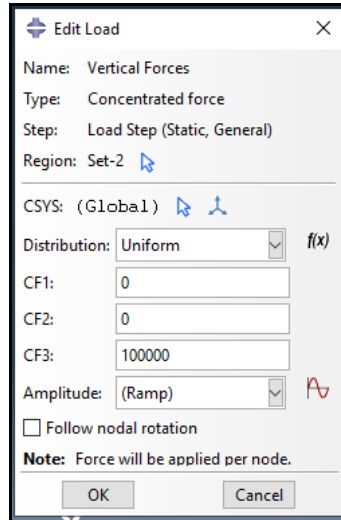 Edit Load
Name: Vertical Forces
Type: Concentrated force
Step: Load Step (Static, General)
Region: Set-2
CSYS: (Global)
Distribution: Uniform f(x)
CF1: 0
CF2: 0
CF3: 100000
Amplitude: (Ramp)
Follow nodal rotation
Note: Force will be applied per node.
OK Cancel